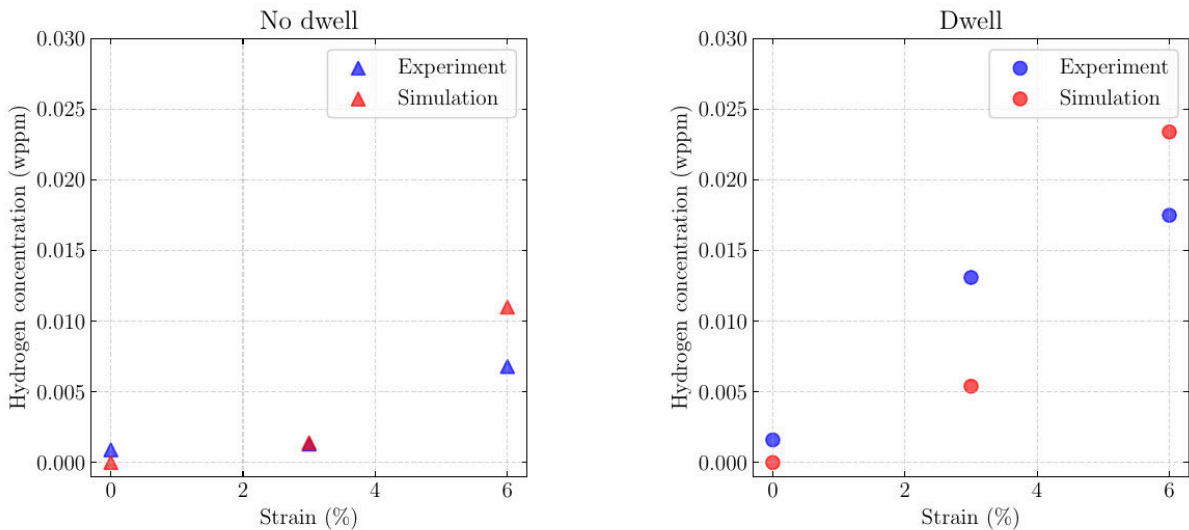 No dwell
Hydrogen concentration (wppm)
0.030
0.025
0.020
0.015
0.010
0.005
0.000
Experiment
Simulation
0 2 4 6
Strain (%)
Dwell
Hydrogen concentration (wppm)
0.030
0.025
0.020
0.015
0.010
0.005
0.000
Experiment
Simulation
0 2 4 6
Strain (%)